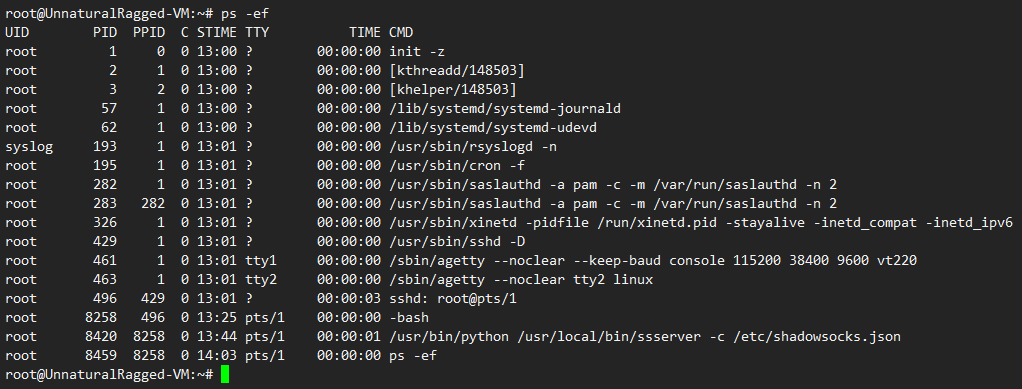 root@UnnaturalRagged-VM:~# ps -ef
UID        PID  PPID  C STIME TTY          TIME CMD
root         1     0  0 13:00 ?        00:00:00 init -z
root         2     1  0 13:00 ?        00:00:00 [kthreadd/148503]
root         3     2  0 13:00 ?        00:00:00 [khelper/148503]
root        57     1  0 13:00 ?        00:00:00 /lib/systemd/systemd-journald
root        62     1  0 13:00 ?        00:00:00 /lib/systemd/systemd-udevd
syslog     193     1  0 13:01 ?        00:00:00 /usr/sbin/rsyslogd -n
root       195     1  0 13:01 ?        00:00:00 /usr/sbin/cron -f
root       282     1  0 13:01 ?        00:00:00 /usr/sbin/saslauthd -a pam -c -m /var/run/saslauthd -n 2
root       283   282  0 13:01 ?        00:00:00 /usr/sbin/saslauthd -a pam -c -m /var/run/saslauthd -n 2
root       326     1  0 13:01 ?        00:00:00 /usr/sbin/xinetd -pidfile /run/xinetd.pid -stayalive -inetd_compat -inetd_ipv6
root       429     1  0 13:01 ?        00:00:00 /usr/sbin/sshd -D
root       461     1  0 13:01 tty1     00:00:00 /sbin/agetty --noclear --keep-baud console 115200 38400 9600 vt220
root       463     1  0 13:01 tty2     00:00:00 /sbin/agetty --noclear tty2 linux
root       496   429  0 13:01 ?        00:00:03 sshd: root@pts/1
root      8258   496  0 13:25 pts/1    00:00:00 -bash
root      8420  8258  0 13:44 pts/1    00:00:01 /usr/bin/python /usr/local/bin/ssserver -c /etc/shadowsocks.json
root      8459  8258  0 14:03 pts/1    00:00:00 ps -ef
root@UnnaturalRagged-VM:~#